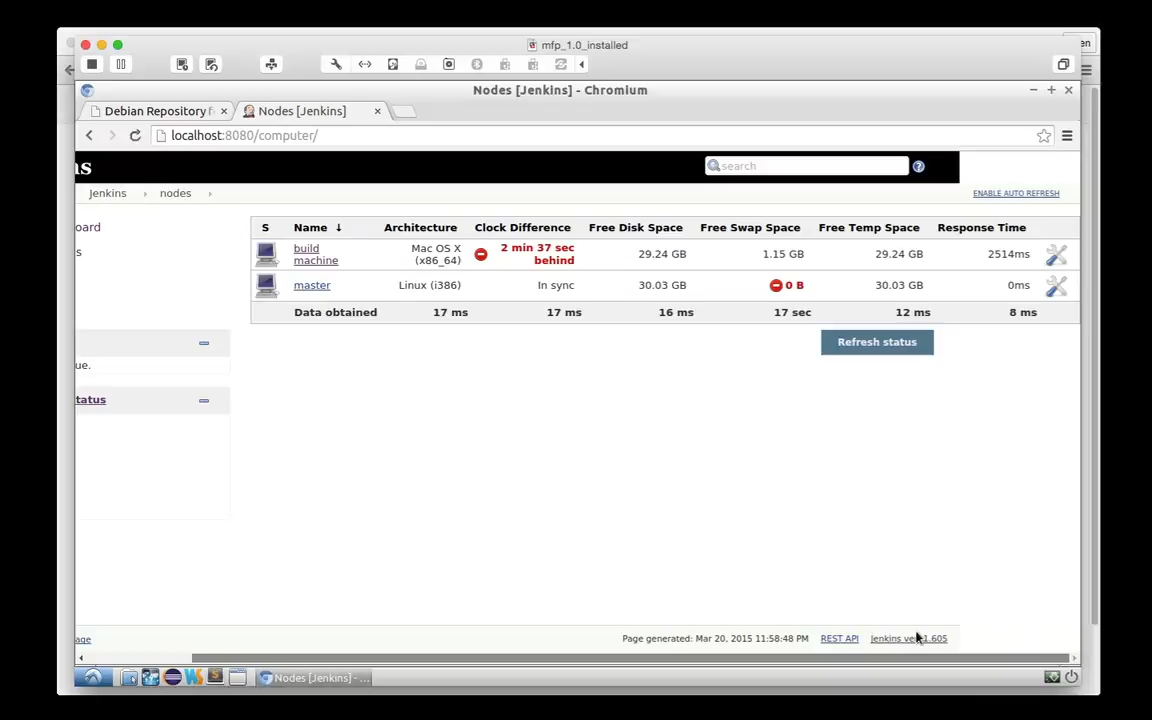 en
mfp_1.0_installed
Nodes [Jenkins] - Chromium
Debian Repository f
Nodes [Jenkins]
localhost:8080/computer/
ns
search
Jenkins
nodes
ENABLE AUTO REFRESH
oard
s
S Name ↓ Architecture Clock Difference Free Disk Space Free Swap Space Free Temp Space Response Time
build machine Mac OS X (x86_64) 2 min 37 sec behind 29.24 GB 1.15 GB 29.24 GB 2514ms
master Linux (i386) In sync 30.03 GB 0 B 30.03 GB 0ms
Data obtained 17 ms 17 ms 16 ms 17 sec 12 ms 8 ms
Refresh status
ue.
tatus
age
Page generated: Mar 20, 2015 11:58:48 PM REST API Jenkins ver. 1.605
Nodes [Jenkins] - ...